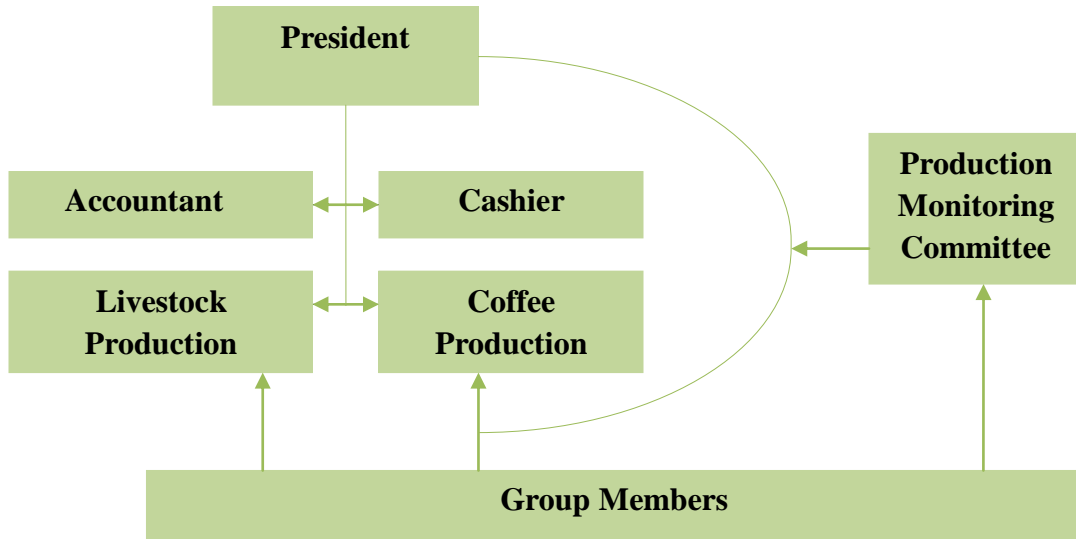 President
Accountant
Cashier
Production
Monitoring
Committee
Livestock
Production
Coffee
Production
Group Members